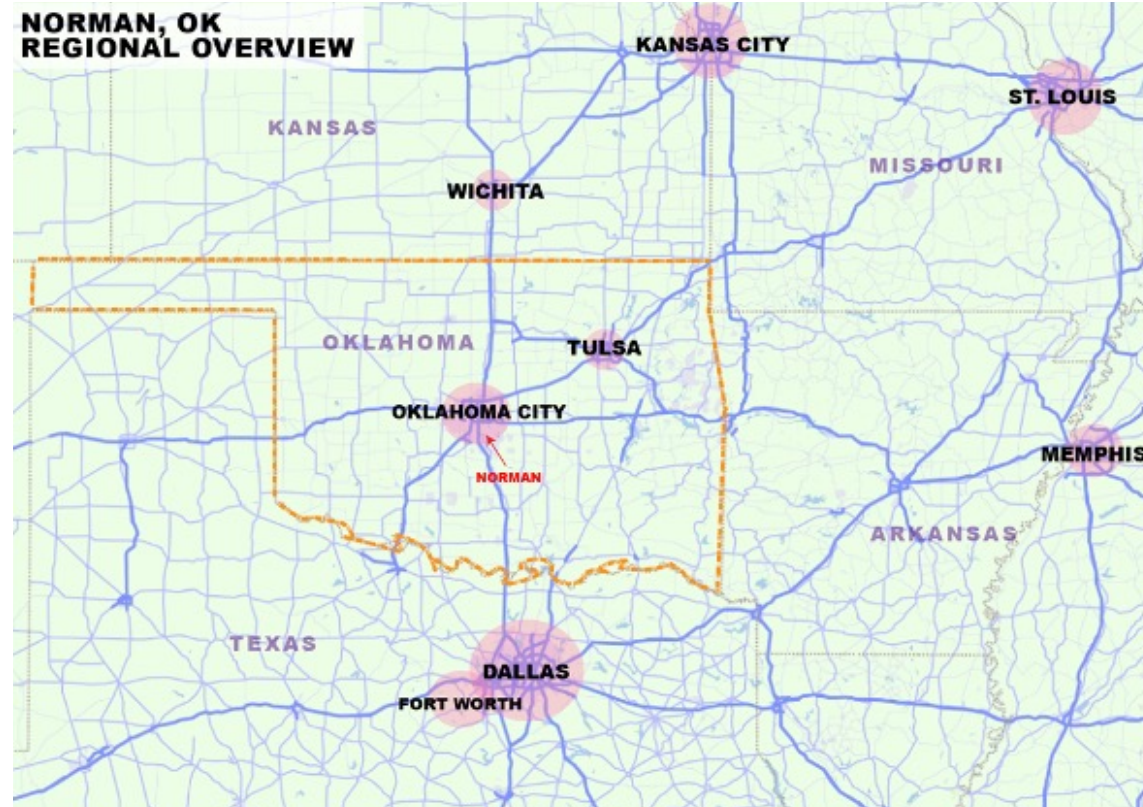 NORMAN, OK
REGIONAL OVERVIEW
KANSAS CITY
ST. LOUIS
KANSAS
MISSOURI
WICHITA
OKLAHOMA
TULSA
OKLAHOMA CITY
MEMPHIS
NORMAN
ARKANSAS
TEXAS
DALLAS
FORT WORTH